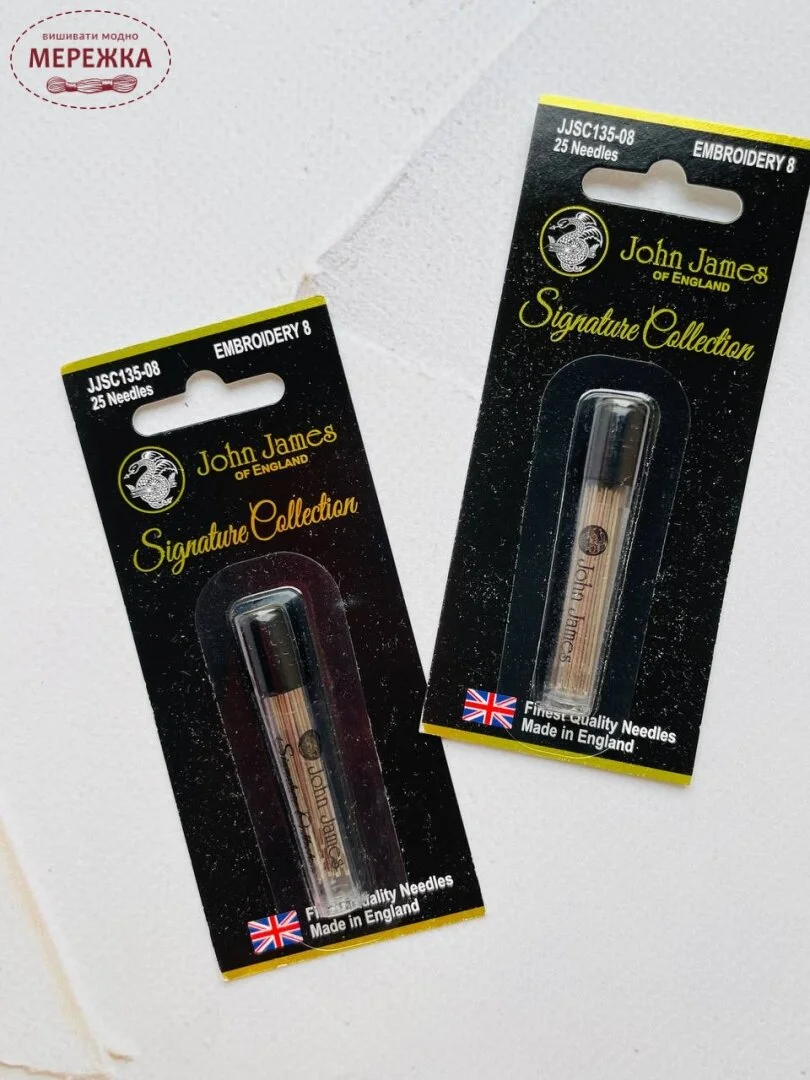 вишивати модно
МЕРЕЖКА
JJSC135-08
25 Needles
EMBROIDERY 8
John James
OF ENGLAND
Signature Collection
John James
Finest Quality Needles
Made in England
JJSC135-08
25 Needles
EMBROIDERY 8
John James
OF ENGLAND
Signature Collection
John James
Quality Needles
Made in England